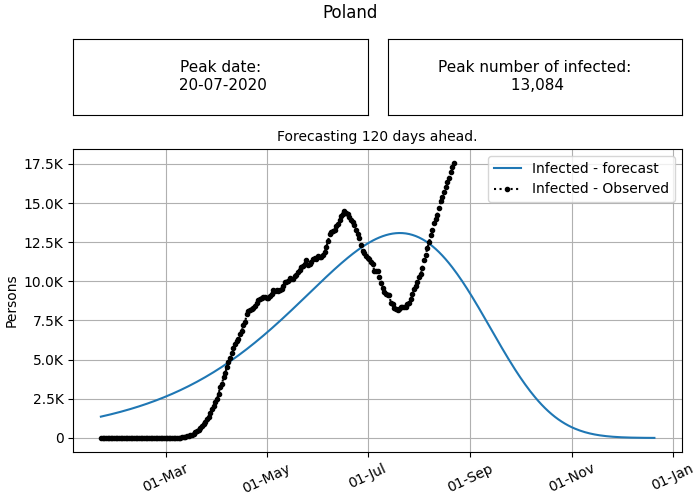 Poland
Peak date:
20-07-2020
Peak number of infected:
13,084
Forecasting 120 days ahead.
Infected - forecast
Infected - Observed
Persons
17.5K
15.0K
12.5K
10.0K
7.5K
5.0K
2.5K
0
01-Mar
01-May
01-Jul
01-Sep
01-Nov
01-Jan